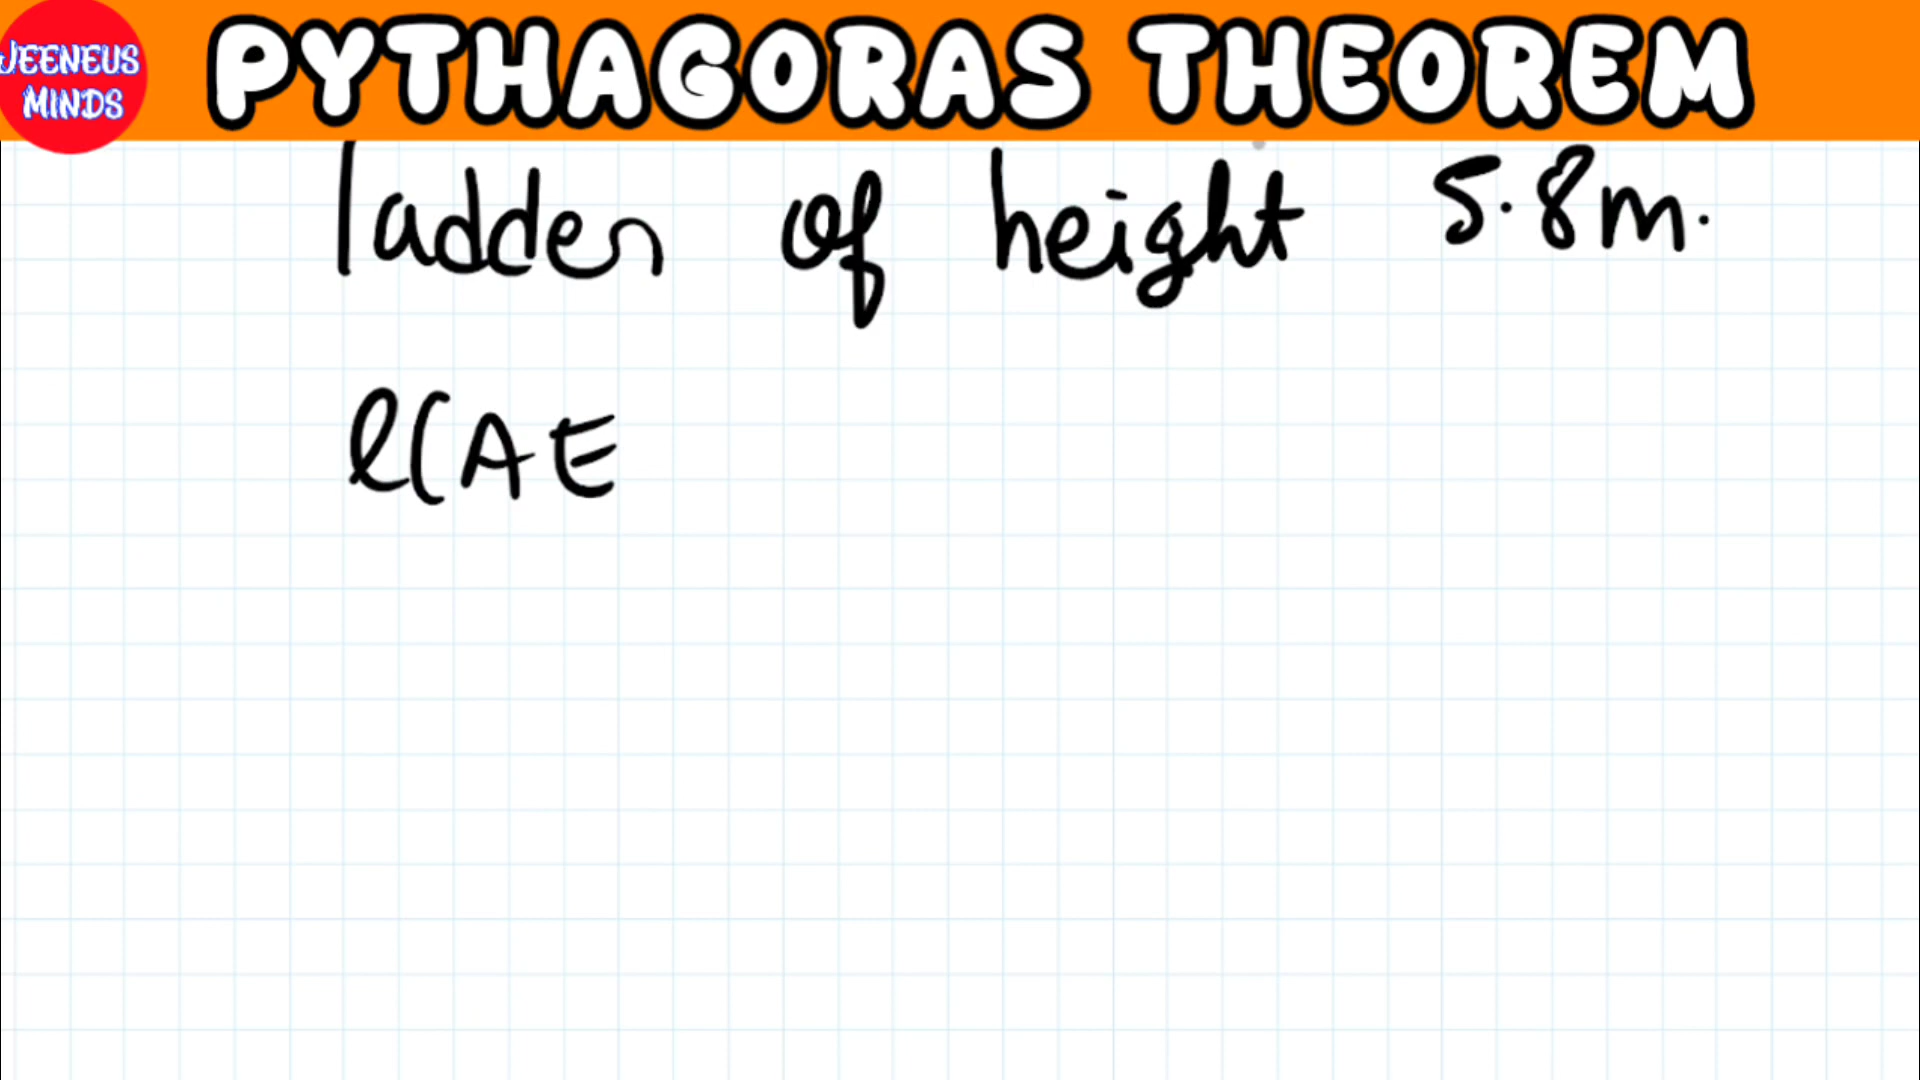 JEENEUS
MINDS
PYTHAGORAS THEOREM
ladder of height 5.8m.
l(AE